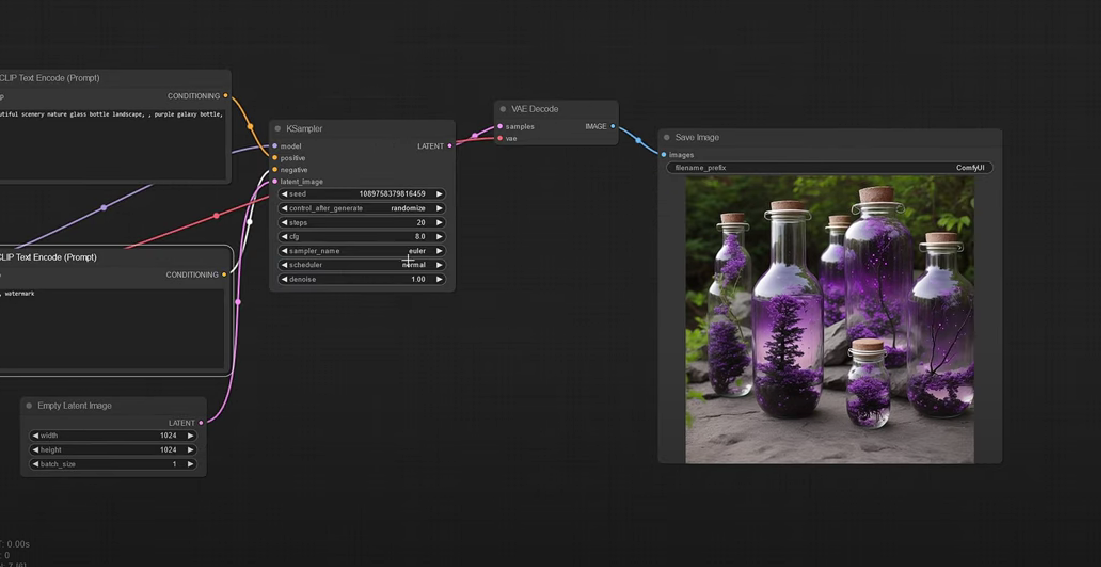 CLIP Text Encode (Prompt)
CONDITIONING
utiful scenery nature glass bottle landscape, , purple galaxy bottle,
KSampler
model
LATENT
positive
negative
latent_image
seed 1089758379816459
control_after_generate randomize
steps 20
cfg 8.0
sampler_name euler
scheduler normal
denoise 1.00
VAE Decode
samples IMAGE
vae
Save Image
images
filename_prefix ComfyUI
CLIP Text Encode (Prompt)
CONDITIONING
, watermark
Empty Latent Image
LATENT
width 1024
height 1024
batch_size 1
T: 0.00s
: 0